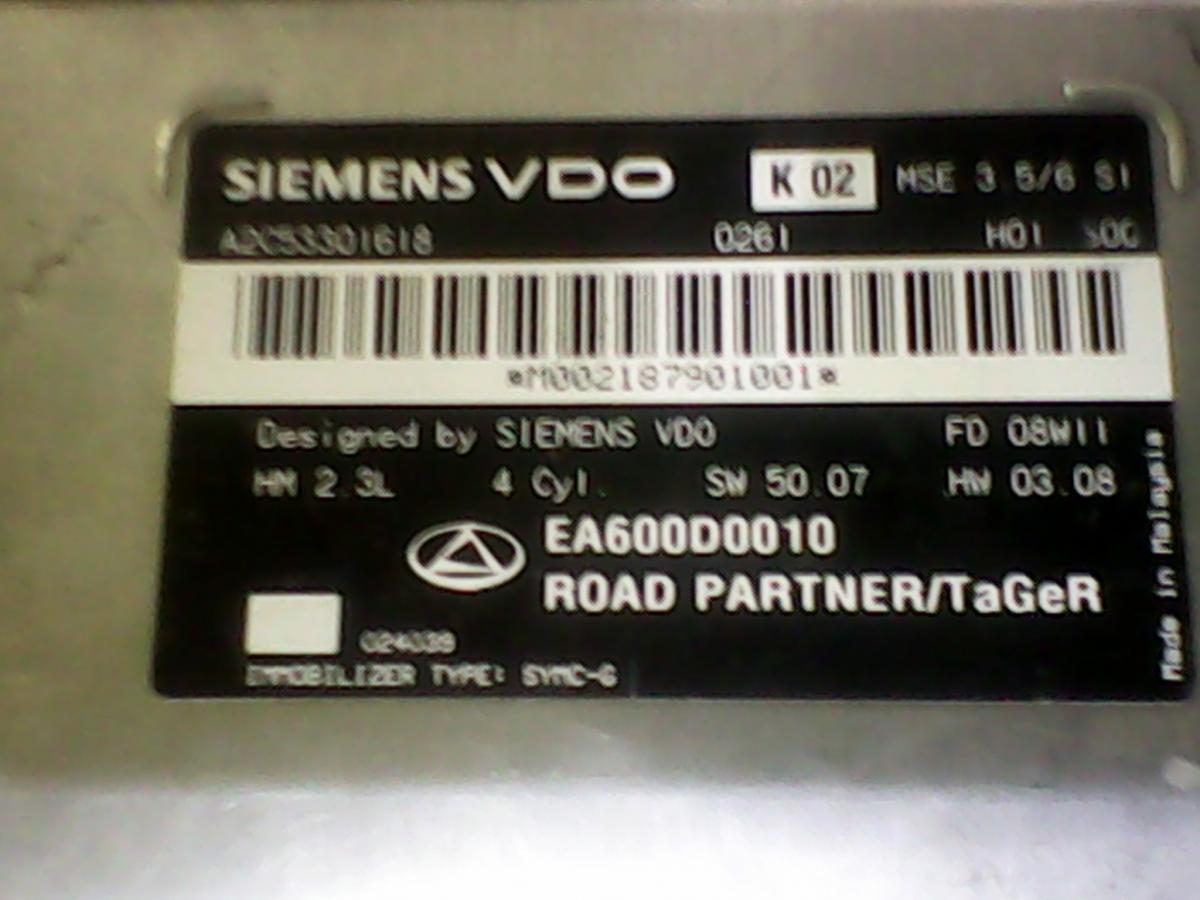 SIEMENS VDO K 02 MSE 3 5/6 SI
A2C53301618 0261 H01 S00
*M002187901001*
Designed by SIEMENS VDO FD 08W11
HM 2.3L 4 Cyl. SW 50.07 HW 03.08
EA600D0010
ROAD PARTNER/TaGeR
024039
IMMOBILIZER TYPE: SYMC-G
Made in Malaysia